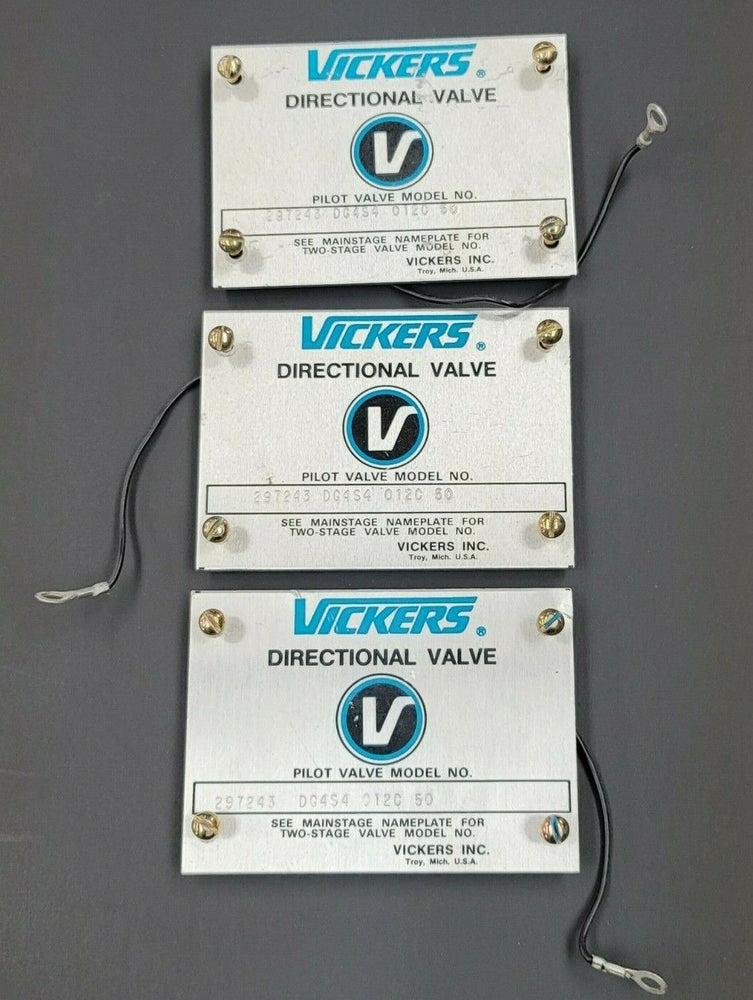 VICKERS®
DIRECTIONAL VALVE
V
PILOT VALVE MODEL NO.
297243 DG4S4 012C 50
SEE MAINSTAGE NAMEPLATE FOR
TWO-STAGE VALVE MODEL NO.
VICKERS INC.
Troy, Mich. U.S.A.
VICKERS®
DIRECTIONAL VALVE
V
PILOT VALVE MODEL NO.
297243 DG4S4 012C 50
SEE MAINSTAGE NAMEPLATE FOR
TWO-STAGE VALVE MODEL NO.
VICKERS INC.
Troy, Mich. U.S.A.
VICKERS®
DIRECTIONAL VALVE
V
PILOT VALVE MODEL NO.
297243 DG4S4 012C 50
SEE MAINSTAGE NAMEPLATE FOR
TWO-STAGE VALVE MODEL NO.
VICKERS INC.
Troy, Mich. U.S.A.